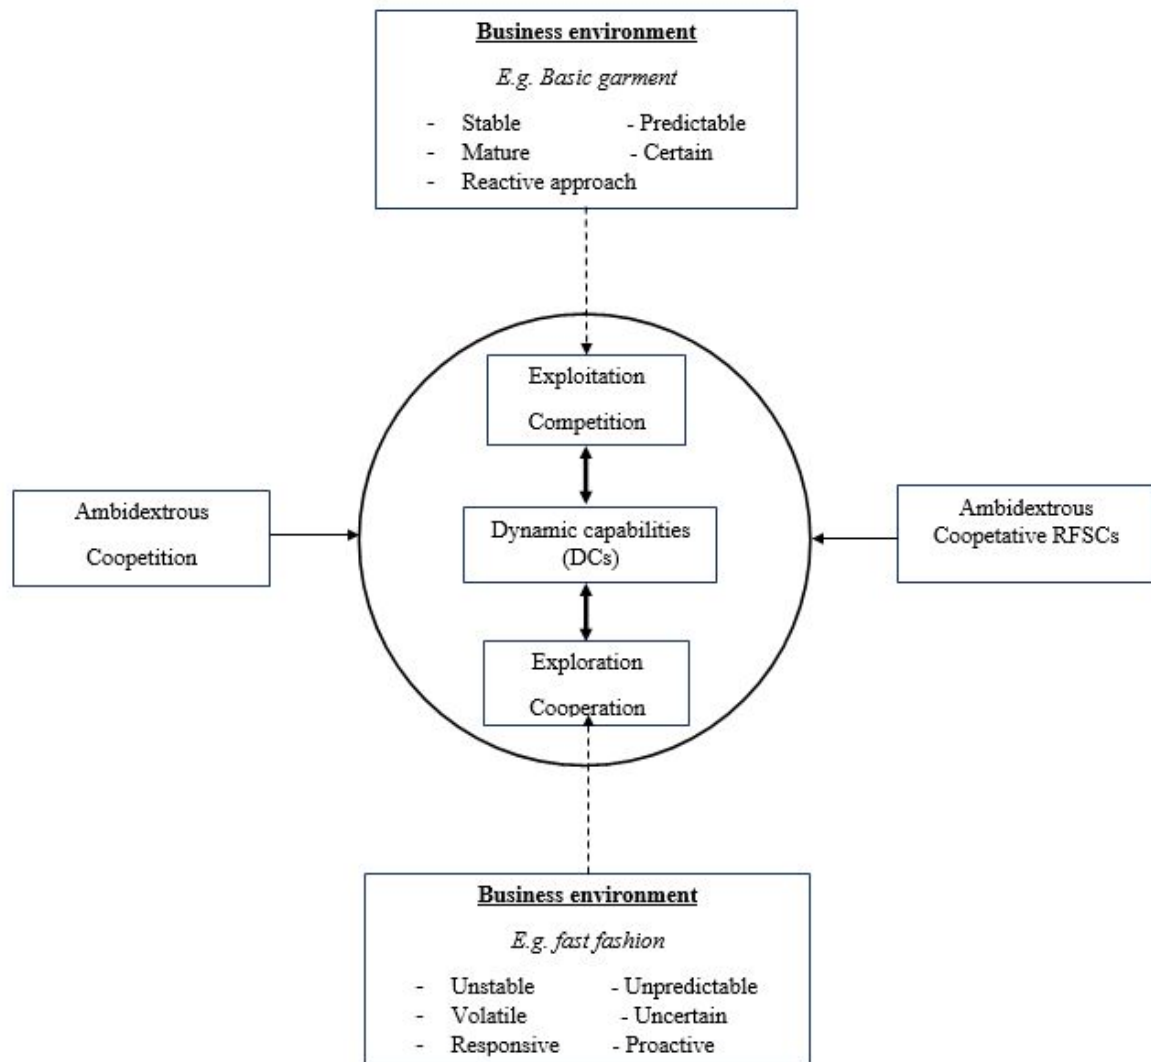 Business environment
E.g. Basic garment
- Stable - Predictable
- Mature - Certain
- Reactive approach
Exploitation
Competition
Ambidextrous
Coopetition
Dynamic capabilities
(DCs)
Ambidextrous
Coopetative RFSCs
Exploration
Cooperation
Business environment
E.g. fast fashion
- Unstable - Unpredictable
- Volatile - Uncertain
- Responsive - Proactive